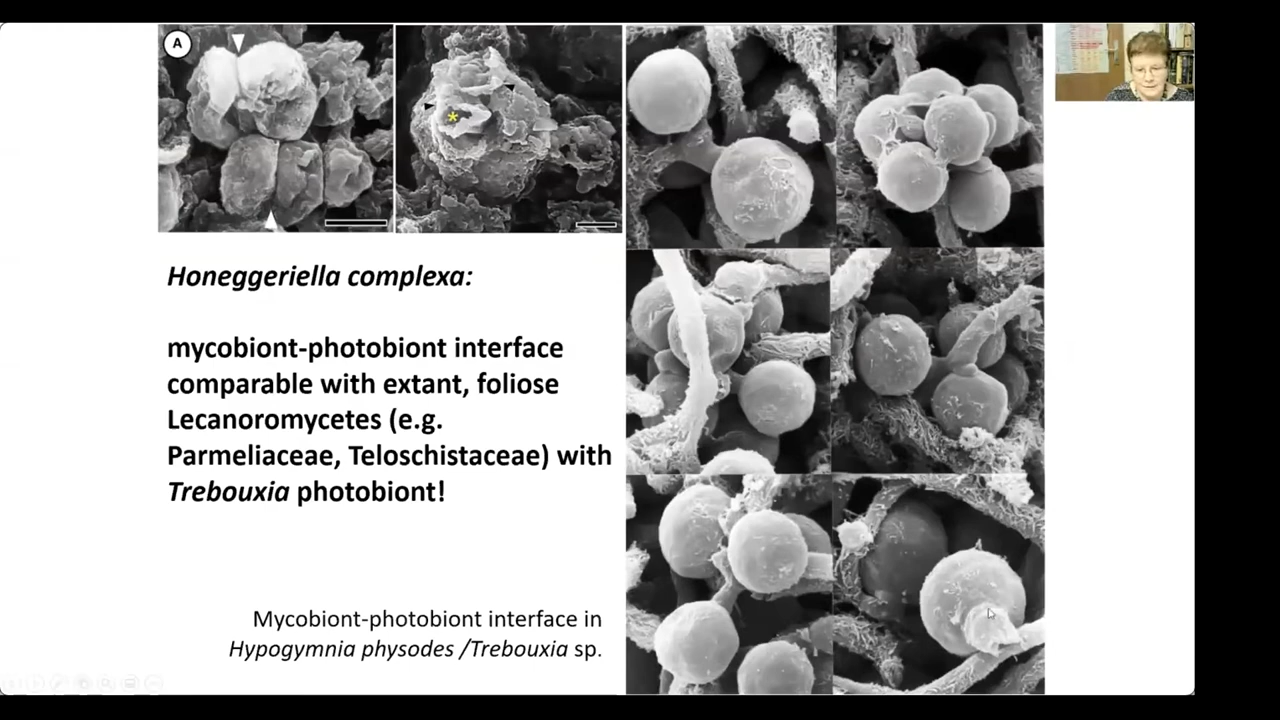 A
*
Honeggeriella complexa:
mycobiont-photobiont interface
comparable with extant, foliose
Lecanoromycetes (e.g.
Parmeliaceae, Teloschistaceae) with
Trebouxia photobiont!
Mycobiont-photobiont interface in
Hypogymnia physodes /Trebouxia sp.